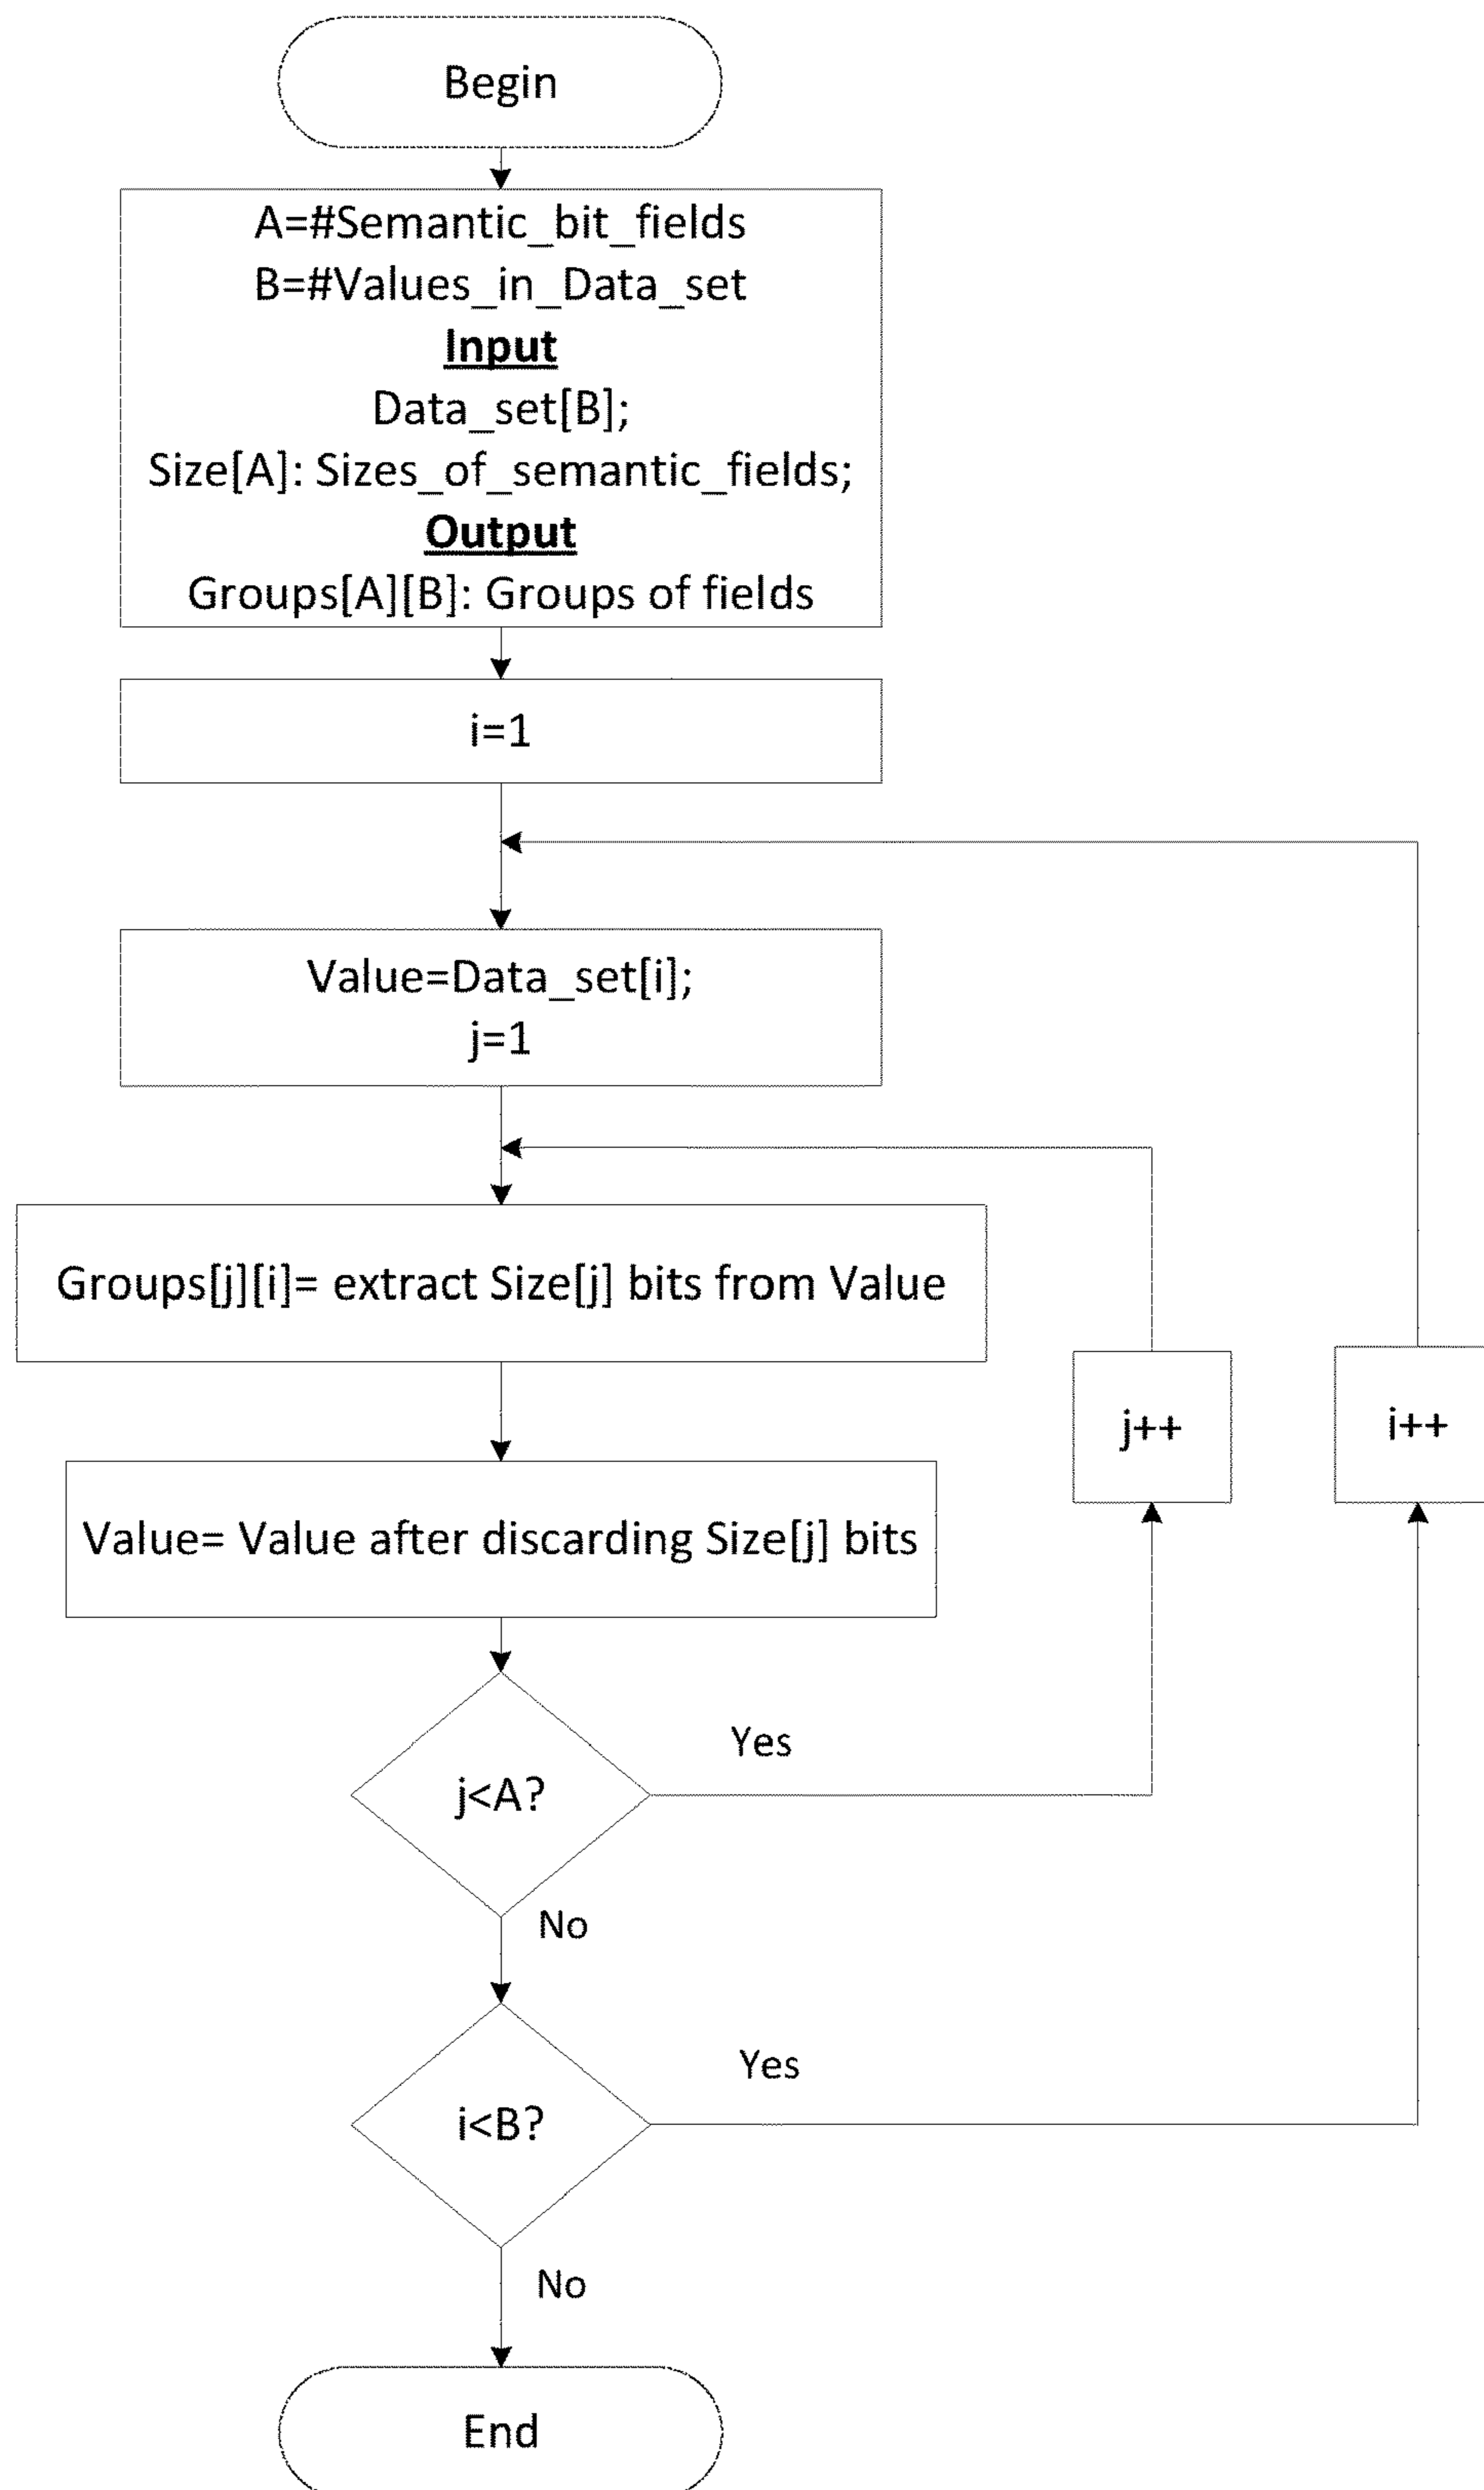 Begin
A=#Semantic_bit_fields
B=#Values_in_Data_set
Input
Data_set[B];
Size[A]: Sizes_of_semantic_fields;
Output
Groups[A][B]: Groups of fields
i=1
Value=Data_set[i];
j=1
Groups[j][i]= extract Size[j] bits from Value
j++
i++
Value= Value after discarding Size[j] bits
Yes
j<A?
No
Yes
i<B?
No
End